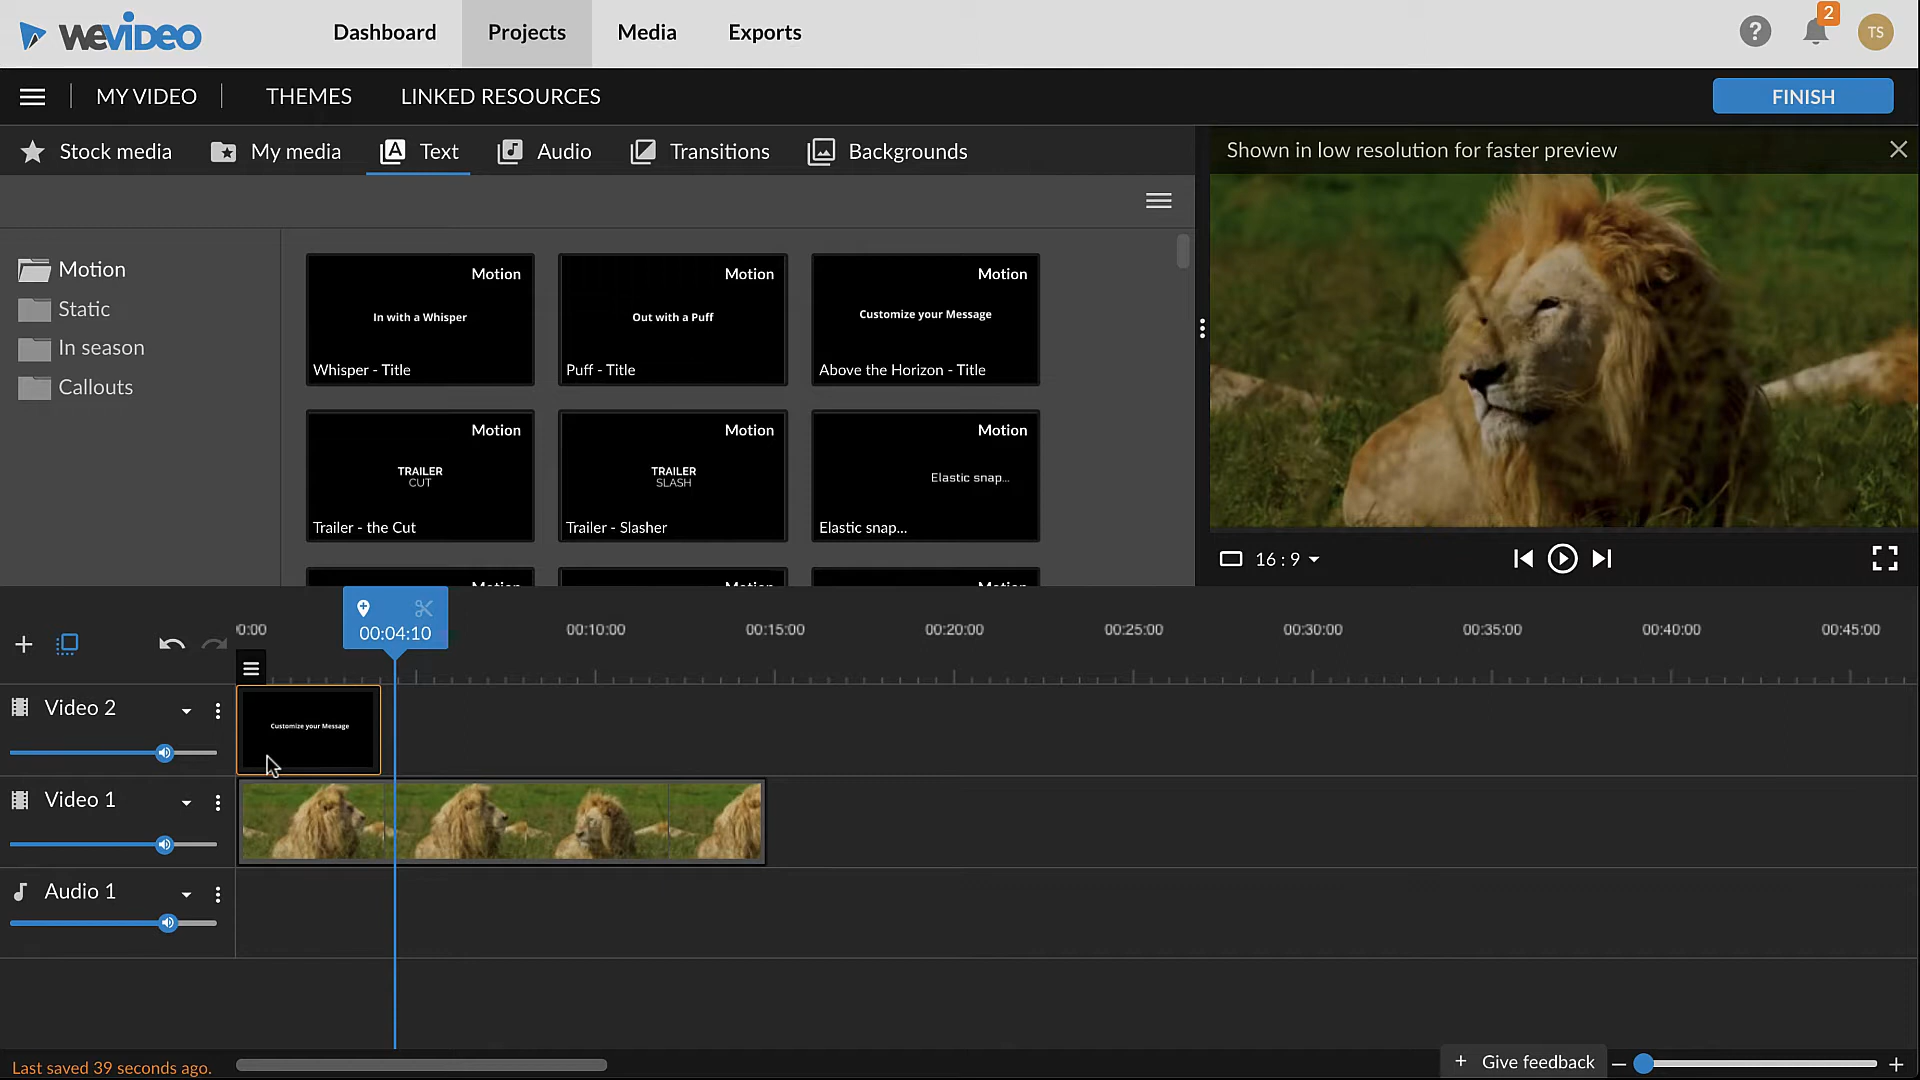 WEVIDEO
Dashboard
Projects
Media
Exports
?
2
TS
MY VIDEO
THEMES
LINKED RESOURCES
FINISH
Stock media
My media
Text
Audio
Transitions
Backgrounds
Shown in low resolution for faster preview
Motion
Static
In season
Callouts
Motion
In with a Whisper
Whisper - Title
Motion
Out with a Puff
Puff - Title
Motion
Customize your Message
Above the Horizon - Title
Motion
TRAILER
CUT
Trailer - the Cut
Motion
TRAILER
SLASH
Trailer - Slasher
Motion
Elastic snap...
Elastic snap...
16 : 9
00:04:10
0:00
00:10:00
00:15:00
00:20:00
00:25:00
00:30:00
00:35:00
00:40:00
00:45:00
Video 2
Customize your Message
Video 1
Audio 1
Last saved 39 seconds ago.
+ Give feedback